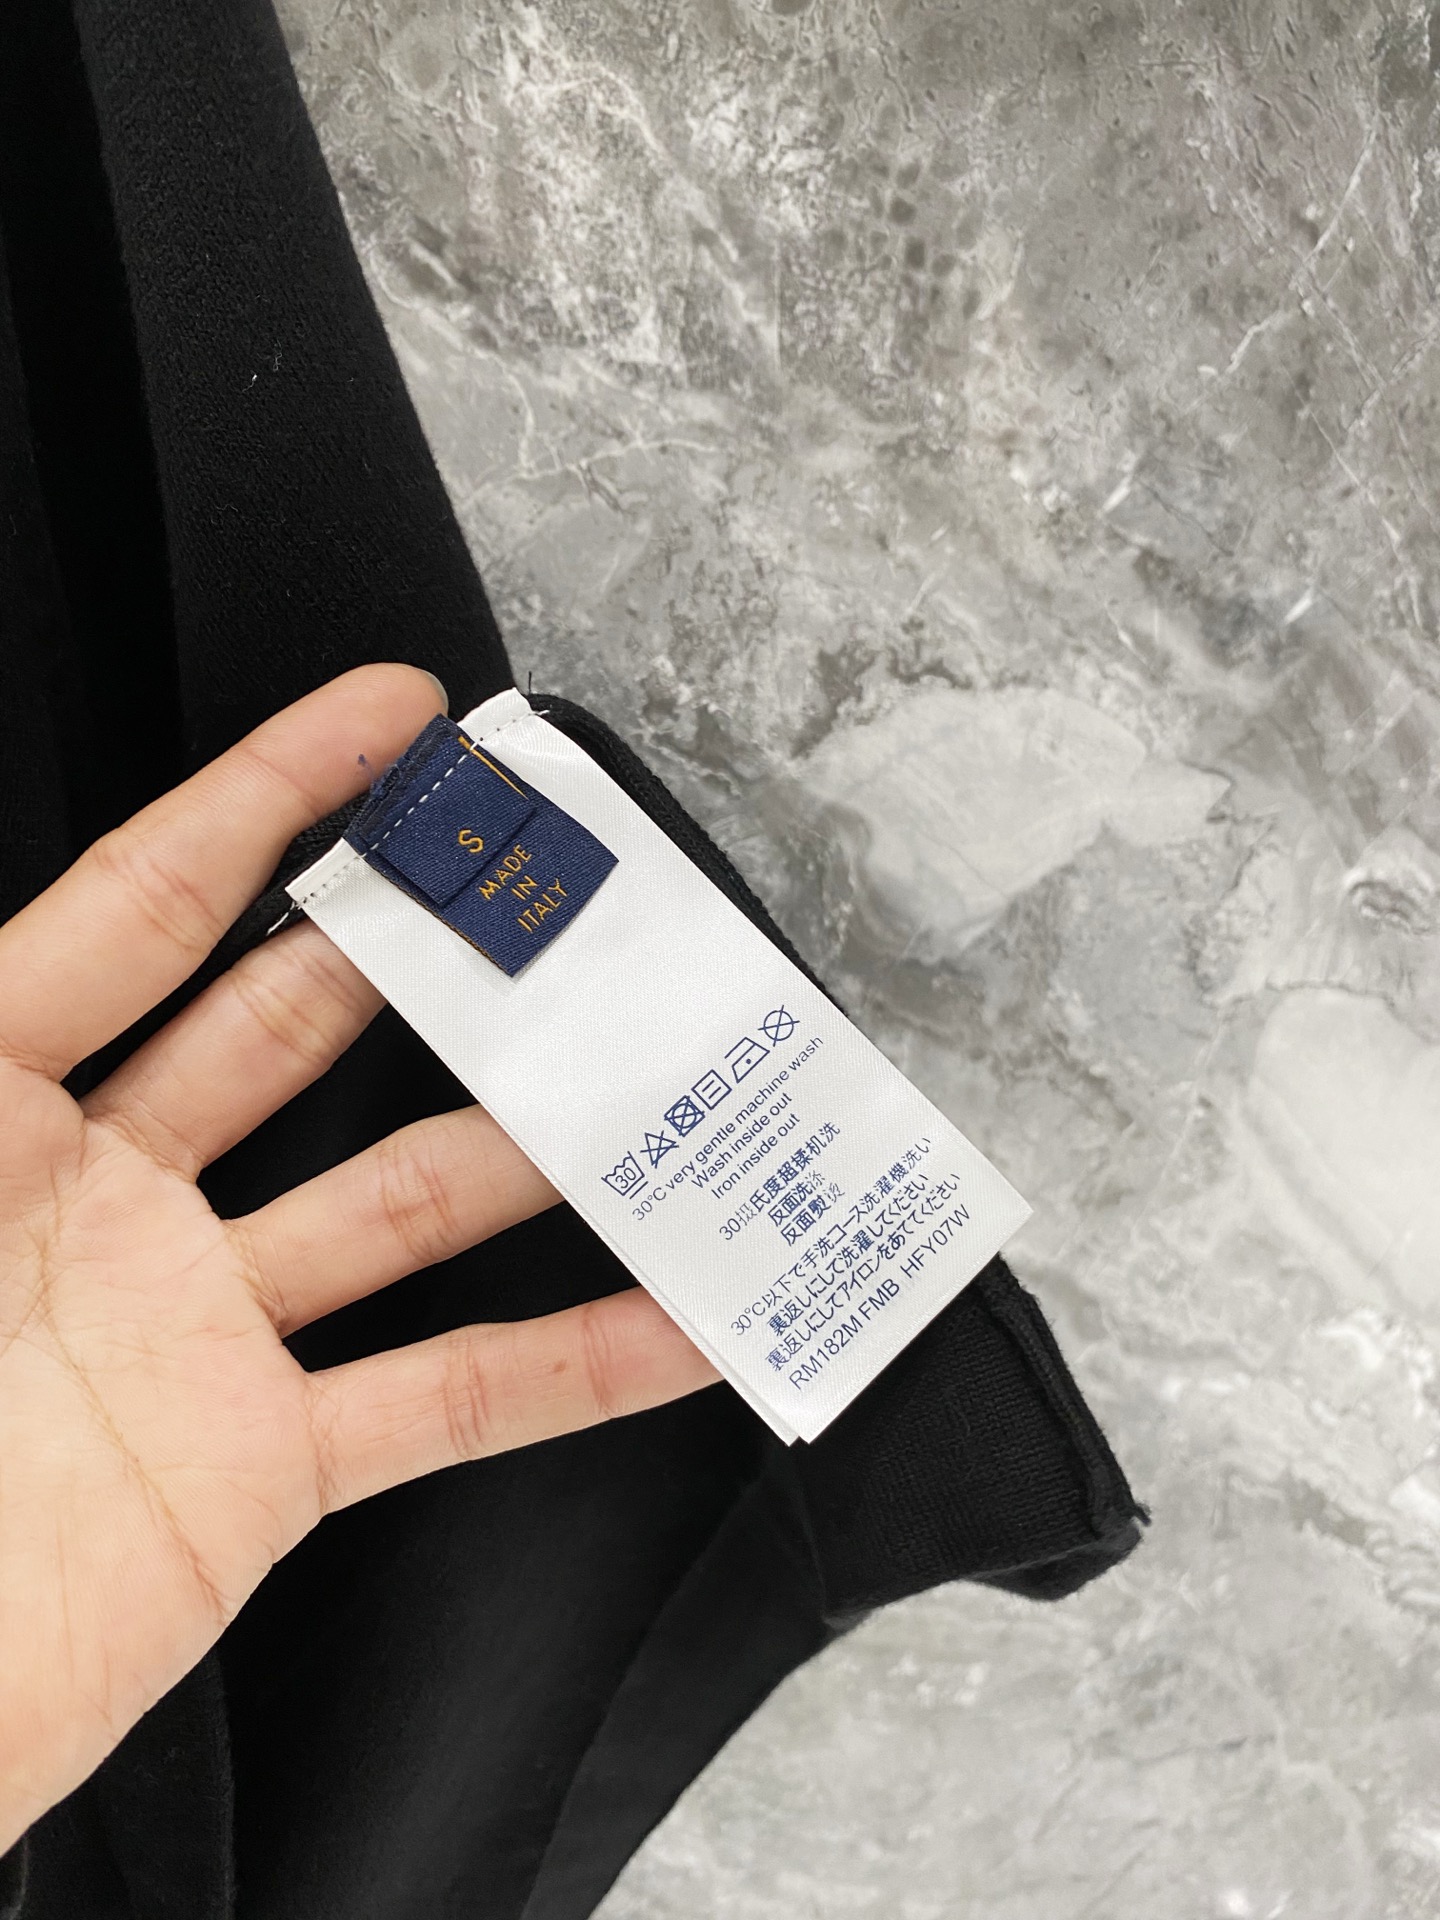 S
MADE
IN
ITALY
30
30°C very gentle machine wash
Wash inside out
Iron inside out
30摄氏度超揉机洗
反面洗涤
反面熨烫
30°C以下で手洗コース洗濯機洗い
裏返しにして洗濯してください
裏返しにしてアイロンをあててください
RM182M FMB HFY07W